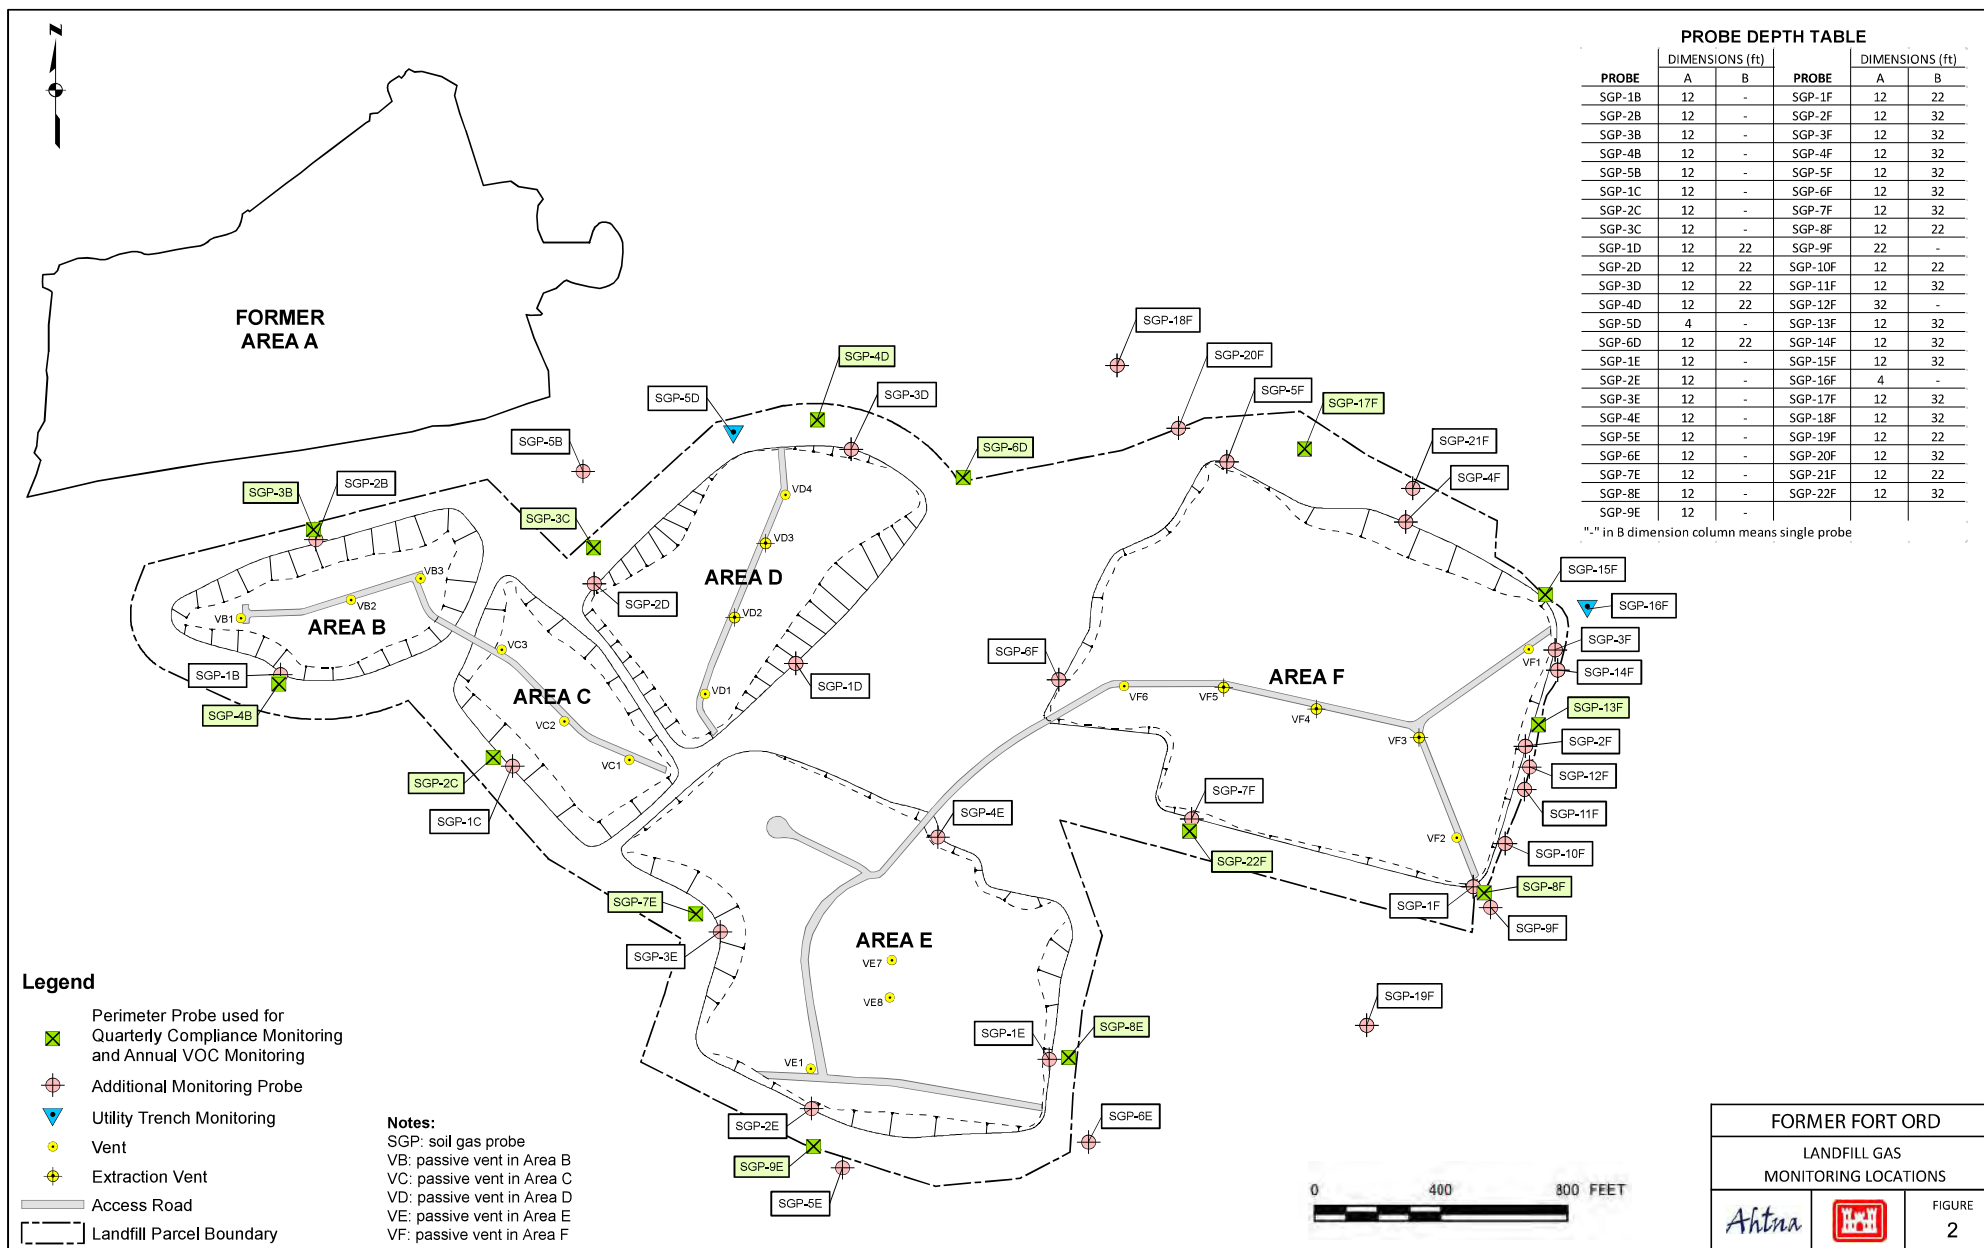 N
PROBE DEPTH TABLE
DIMENSIONS (ft) DIMENSIONS (ft)
PROBE A B PROBE A B
SGP-1B 12 - SGP-1F 12 22
SGP-2B 12 - SGP-2F 12 32
SGP-3B 12 - SGP-3F 12 32
SGP-4B 12 - SGP-4F 12 32
SGP-5B 12 - SGP-5F 12 32
SGP-1C 12 - SGP-6F 12 32
SGP-2C 12 - SGP-7F 12 32
SGP-3C 12 - SGP-8F 12 22
SGP-1D 12 22 SGP-9F 22 -
SGP-2D 12 22 SGP-10F 12 22
SGP-3D 12 22 SGP-11F 12 32
SGP-4D 12 22 SGP-12F 32 -
SGP-5D 4 - SGP-13F 12 32
SGP-6D 12 22 SGP-14F 12 32
SGP-1E 12 - SGP-15F 12 32
SGP-2E 12 - SGP-16F 4 -
SGP-3E 12 - SGP-17F 12 32
SGP-4E 12 - SGP-18F 12 32
SGP-5E 12 - SGP-19F 12 22
SGP-6E 12 - SGP-20F 12 32
SGP-7E 12 - SGP-21F 12 22
SGP-8E 12 - SGP-22F 12 32
SGP-9E 12 -
"-" in B dimension column means single probe
FORMER
AREA A
SGP-18F
SGP-20F
SGP-4D
SGP-3D
SGP-5D
SGP-5F
SGP-17F
SGP-5B
SGP-6D
SGP-21F
SGP-4F
SGP-3B
SGP-2B
SGP-3C
VD4
VD3
AREA D
SGP-2D
VD2
VD1
SGP-1D
VB3
VB2
VB1
AREA B
SGP-1B
SGP-4B
VC3
AREA C
VC2
VC1
SGP-2C
SGP-1C
SGP-15F
SGP-16F
SGP-3F
VF1
SGP-14F
SGP-6F
AREA F
VF6
VF5
VF4
VF3
SGP-13F
SGP-2F
SGP-12F
SGP-11F
SGP-7F
VF2
SGP-10F
SGP-22F
SGP-8F
SGP-1F
SGP-9F
SGP-4E
SGP-7E
SGP-3E
AREA E
VE7
VE8
SGP-19F
SGP-1E
SGP-8E
VE1
SGP-2E
SGP-6E
SGP-9E
SGP-5E
Legend
Perimeter Probe used for
Quarterly Compliance Monitoring
and Annual VOC Monitoring
Additional Monitoring Probe
Utility Trench Monitoring
Vent
Extraction Vent
Access Road
Landfill Parcel Boundary
Notes:
SGP: soil gas probe
VB: passive vent in Area B
VC: passive vent in Area C
VD: passive vent in Area D
VE: passive vent in Area E
VF: passive vent in Area F
0 400 800 FEET
FORMER FORT ORD
LANDFILL GAS
MONITORING LOCATIONS
Ahtna
FIGURE
2